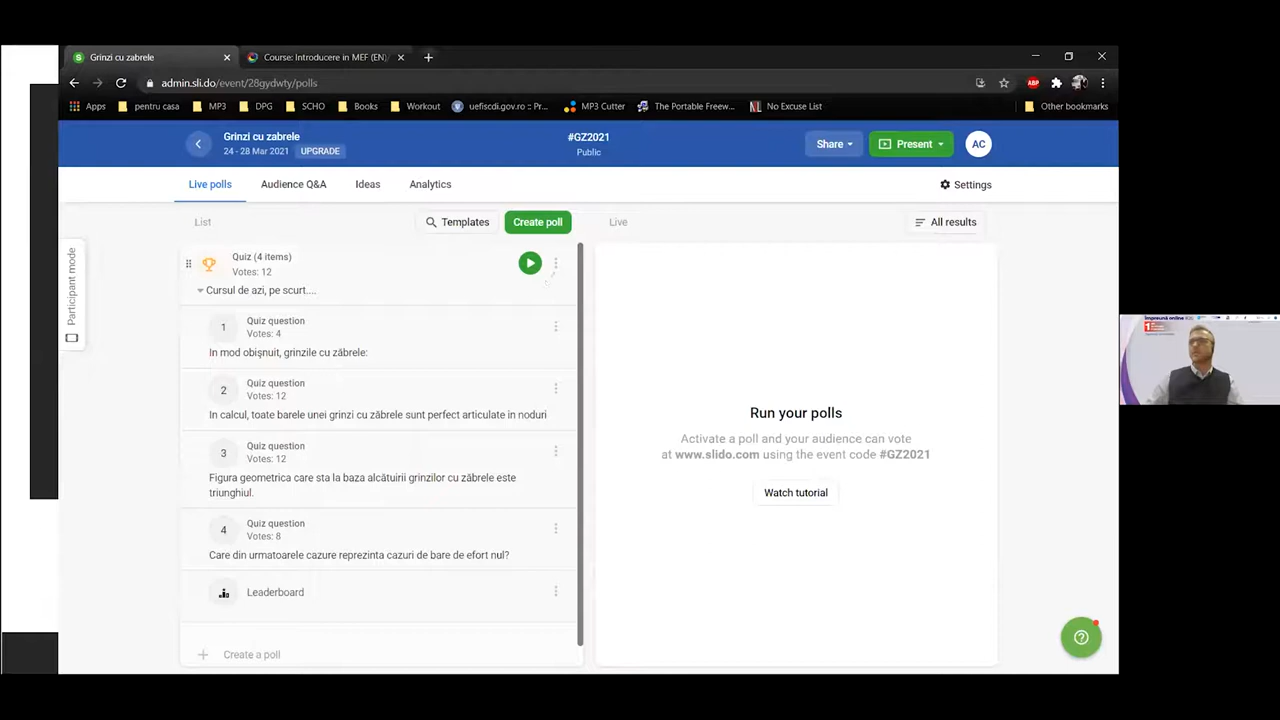 Grinzi cu zabrele
Course: Introducere in MEF (EN)
admin.sli.do/event/28gydwty/polls
ABP
Apps
pentru casa
MP3
DPG
SCHO
Books
Workout
uefiscdi.gov.ro :: Pr...
MP3 Cutter
The Portable Freew...
No Excuse List
Other bookmarks
Grinzi cu zabrele
24 - 28 Mar 2021 UPGRADE
#GZ2021
Public
Share
Present
AC
Live polls
Audience Q&A
Ideas
Analytics
Settings
List
Templates
Create poll
Live
All results
Participant mode
Quiz (4 items)
Votes: 12
Cursul de azi, pe scurt....
1
Quiz question
Votes: 4
In mod obişnuit, grinzile cu zăbrele:
2
Quiz question
Votes: 12
In calcul, toate barele unei grinzi cu zăbrele sunt perfect articulate in noduri
3
Quiz question
Votes: 12
Figura geometrica care sta la baza alcătuirii grinzilor cu zăbrele este
triunghiul.
4
Quiz question
Votes: 8
Care din urmatoarele cazure reprezinta cazuri de bare de efort nul?
Leaderboard
Create a poll
Run your polls
Activate a poll and your audience can vote
at www.slido.com using the event code #GZ2021
Watch tutorial
împreună online
1